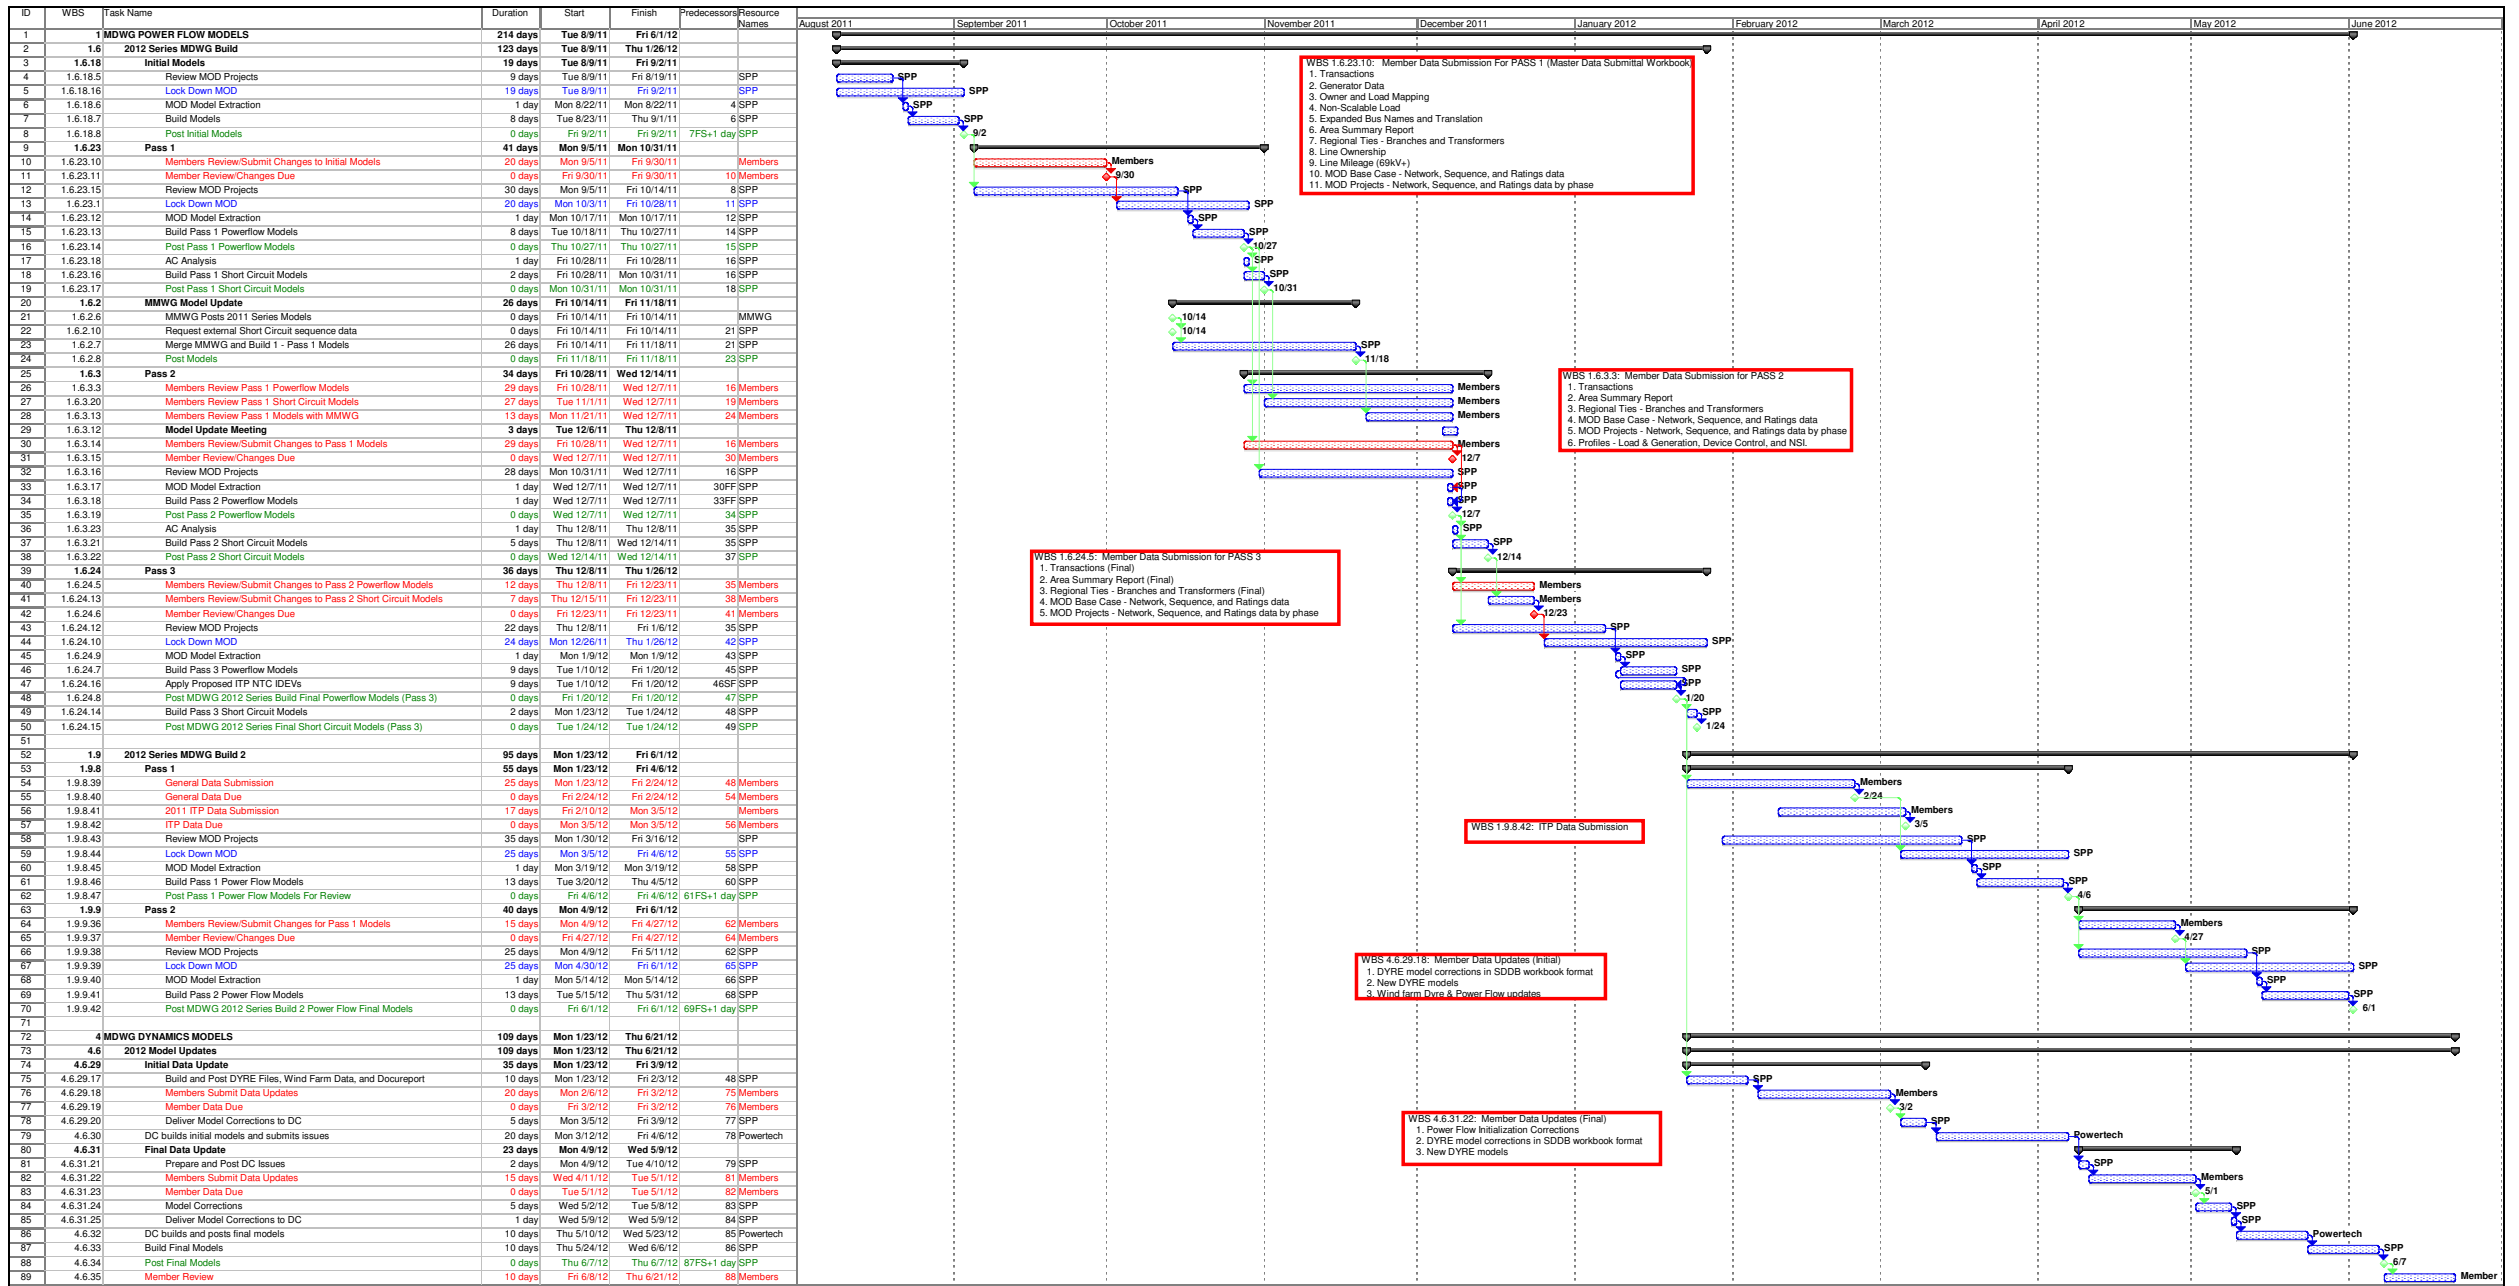 ID WBS Task Name Duration Start Finish Predecessors Resource Names
August 2011 September 2011 October 2011 November 2011 December 2011 January 2012 February 2012 March 2012 April 2012 May 2012 June 2012
1 1 MDWG POWER FLOW MODELS 214 days Tue 8/9/11 Fri 6/1/12
2 1.6 2012 Series MDWG Build 123 days Tue 8/9/11 Thu 1/26/12
3 1.6.18 Initial Models 19 days Tue 8/9/11 Fri 9/2/11
4 1.6.18.5 Review MOD Projects 9 days Tue 8/9/11 Fri 8/19/11 SPP SPP
5 1.6.18.16 Lock Down MOD 19 days Tue 8/9/11 Fri 9/2/11 SPP SPP
6 1.6.18.6 MOD Model Extraction 1 day Mon 8/22/11 Mon 8/22/11 4 SPP SPP
7 1.6.18.7 Build Models 8 days Tue 8/23/11 Thu 9/1/11 6 SPP SPP
8 1.6.18.8 Post Initial Models 0 days Fri 9/2/11 Fri 9/2/11 7FS+1 day SPP 9/2
9 1.6.23 Pass 1 41 days Mon 9/5/11 Mon 10/31/11
10 1.6.23.10 Members Review/Submit Changes to Initial Models 20 days Mon 9/5/11 Fri 9/30/11 Members Members
11 1.6.23.11 Member Review/Changes Due 0 days Fri 9/30/11 Fri 9/30/11 10 Members 9/30
12 1.6.23.15 Review MOD Projects 30 days Mon 9/5/11 Fri 10/14/11 8 SPP SPP
13 1.6.23.1 Lock Down MOD 20 days Mon 10/3/11 Fri 10/28/11 11 SPP SPP
14 1.6.23.12 MOD Model Extraction 1 day Mon 10/17/11 Mon 10/17/11 12 SPP SPP
15 1.6.23.13 Build Pass 1 Powerflow Models 8 days Tue 10/18/11 Thu 10/27/11 14 SPP SPP
16 1.6.23.14 Post Pass 1 Powerflow Models 0 days Thu 10/27/11 Thu 10/27/11 15 SPP 10/27
17 1.6.23.18 AC Analysis 1 day Fri 10/28/11 Fri 10/28/11 16 SPP SPP
18 1.6.23.16 Build Pass 1 Short Circuit Models 2 days Fri 10/28/11 Mon 10/31/11 16 SPP SPP
19 1.6.23.17 Post Pass 1 Short Circuit Models 0 days Mon 10/31/11 Mon 10/31/11 18 SPP 10/31
20 1.6.2 MMWG Model Update 26 days Fri 10/14/11 Fri 11/18/11
21 1.6.2.6 MMWG Posts 2011 Series Models 0 days Fri 10/14/11 Fri 10/14/11 MMWG 10/14
22 1.6.2.10 Request external Short Circuit sequence data 0 days Fri 10/14/11 Fri 10/14/11 21 SPP 10/14
23 1.6.2.7 Merge MMWG and Build 1 - Pass 1 Models 26 days Fri 10/14/11 Fri 11/18/11 21 SPP SPP
24 1.6.2.8 Post Models 0 days Fri 11/18/11 Fri 11/18/11 23 SPP 11/18
25 1.6.3 Pass 2 34 days Fri 10/28/11 Wed 12/14/11
26 1.6.3.3 Members Review Pass 1 Powerflow Models 29 days Fri 10/28/11 Wed 12/7/11 16 Members Members
27 1.6.3.20 Members Review Pass 1 Short Circuit Models 27 days Tue 11/1/11 Wed 12/7/11 19 Members Members
28 1.6.3.13 Members Review Pass 1 Models with MMWG 13 days Mon 11/21/11 Wed 12/7/11 24 Members Members
29 1.6.3.12 Model Update Meeting 3 days Tue 12/6/11 Thu 12/8/11
30 1.6.3.14 Members Review/Submit Changes to Pass 1 Models 29 days Fri 10/28/11 Wed 12/7/11 16 Members Members
31 1.6.3.15 Member Review/Changes Due 0 days Wed 12/7/11 Wed 12/7/11 30 Members 12/7
32 1.6.3.16 Review MOD Projects 28 days Mon 10/31/11 Wed 12/7/11 16 SPP SPP
33 1.6.3.17 MOD Model Extraction 1 day Wed 12/7/11 Wed 12/7/11 30FF SPP SPP
34 1.6.3.18 Build Pass 2 Powerflow Models 1 day Wed 12/7/11 Wed 12/7/11 33FF SPP SPP
35 1.6.3.19 Post Pass 2 Powerflow Models 0 days Wed 12/7/11 Wed 12/7/11 34 SPP 12/7
36 1.6.3.23 AC Analysis 1 day Thu 12/8/11 Thu 12/8/11 35 SPP SPP
37 1.6.3.21 Build Pass 2 Short Circuit Models 5 days Thu 12/8/11 Wed 12/14/11 35 SPP SPP
38 1.6.3.22 Post Pass 2 Short Circuit Models 0 days Wed 12/14/11 Wed 12/14/11 37 SPP 12/14
39 1.6.24 Pass 3 36 days Thu 12/8/11 Thu 1/26/12
40 1.6.24.5 Members Review/Submit Changes to Pass 2 Powerflow Models 12 days Thu 12/8/11 Fri 12/23/11 35 Members Members
41 1.6.24.13 Members Review/Submit Changes to Pass 2 Short Circuit Models 7 days Thu 12/15/11 Fri 12/23/11 38 Members Members
42 1.6.24.6 Member Review/Changes Due 0 days Fri 12/23/11 Fri 12/23/11 41 Members 12/23
43 1.6.24.12 Review MOD Projects 22 days Thu 12/8/11 Fri 1/6/12 35 SPP SPP
44 1.6.24.10 Lock Down MOD 24 days Mon 12/26/11 Thu 1/26/12 42 SPP SPP
45 1.6.24.9 MOD Model Extraction 1 day Mon 1/9/12 Mon 1/9/12 43 SPP SPP
46 1.6.24.7 Build Pass 3 Powerflow Models 9 days Tue 1/10/12 Fri 1/20/12 45 SPP SPP
47 1.6.24.16 Apply Proposed ITP NTC IDEVs 9 days Tue 1/10/12 Fri 1/20/12 46SF SPP SPP
48 1.6.24.8 Post MDWG 2012 Series Build Final Powerflow Models (Pass 3) 0 days Fri 1/20/12 Fri 1/20/12 47 SPP 1/20
49 1.6.24.14 Build Pass 3 Short Circuit Models 2 days Mon 1/23/12 Tue 1/24/12 48 SPP SPP
50 1.6.24.15 Post MDWG 2012 Series Final Short Circuit Models (Pass 3) 0 days Tue 1/24/12 Tue 1/24/12 49 SPP 1/24
51
52 1.9 2012 Series MDWG Build 2 95 days Mon 1/23/12 Fri 6/1/12
53 1.9.8 Pass 1 55 days Mon 1/23/12 Fri 4/6/12
54 1.9.8.39 General Data Submission 25 days Mon 1/23/12 Fri 2/24/12 48 Members Members
55 1.9.8.40 General Data Due 0 days Fri 2/24/12 Fri 2/24/12 54 Members 2/24
56 1.9.8.41 2011 ITP Data Submission 17 days Fri 2/10/12 Mon 3/5/12 Members Members
57 1.9.8.42 ITP Data Due 0 days Mon 3/5/12 Mon 3/5/12 56 Members 3/5
58 1.9.8.43 Review MOD Projects 35 days Mon 1/30/12 Fri 3/16/12 SPP SPP
59 1.9.8.44 Lock Down MOD 25 days Mon 3/5/12 Fri 4/6/12 55 SPP SPP
60 1.9.8.45 MOD Model Extraction 1 day Mon 3/19/12 Mon 3/19/12 58 SPP SPP
61 1.9.8.46 Build Pass 1 Power Flow Models 13 days Tue 3/20/12 Thu 4/5/12 60 SPP SPP
62 1.9.8.47 Post Pass 1 Power Flow Models For Review 0 days Fri 4/6/12 Fri 4/6/12 61FS+1 day SPP 4/6
63 1.9.9 Pass 2 40 days Mon 4/9/12 Fri 6/1/12
64 1.9.9.36 Members Review/Submit Changes for Pass 1 Models 15 days Mon 4/9/12 Fri 4/27/12 62 Members Members
65 1.9.9.37 Member Review/Changes Due 0 days Fri 4/27/12 Fri 4/27/12 64 Members 4/27
66 1.9.9.38 Review MOD Projects 25 days Mon 4/9/12 Fri 5/11/12 62 SPP SPP
67 1.9.9.39 Lock Down MOD 25 days Mon 4/30/12 Fri 6/1/12 65 SPP SPP
68 1.9.9.40 MOD Model Extraction 1 day Mon 5/14/12 Mon 5/14/12 66 SPP SPP
69 1.9.9.41 Build Pass 2 Power Flow Models 13 days Tue 5/15/12 Thu 5/31/12 68 SPP SPP
70 1.9.9.42 Post MDWG 2012 Series Build 2 Power Flow Final Models 0 days Fri 6/1/12 Fri 6/1/12 69FS+1 day SPP 6/1
71
72 4 MDWG DYNAMICS MODELS 109 days Mon 1/23/12 Thu 6/21/12
73 4.6 2012 Model Updates 109 days Mon 1/23/12 Thu 6/21/12
74 4.6.29 Initial Data Update 35 days Mon 1/23/12 Fri 3/9/12
75 4.6.29.17 Build and Post DYRE Files, Wind Farm Data, and Docureport 10 days Mon 1/23/12 Fri 2/3/12 48 SPP SPP
76 4.6.29.18 Members Submit Data Updates 20 days Mon 2/6/12 Fri 3/2/12 75 Members Members
77 4.6.29.19 Member Data Due 0 days Fri 3/2/12 Fri 3/2/12 76 Members 3/2
78 4.6.29.20 Deliver Model Corrections to DC 5 days Mon 3/5/12 Fri 3/9/12 77 SPP SPP
79 4.6.30 DC builds initial models and submits issues 20 days Mon 3/12/12 Fri 4/6/12 78 Powertech Powertech
80 4.6.31 Final Data Update 23 days Mon 4/9/12 Wed 5/9/12
81 4.6.31.21 Prepare and Post DC Issues 2 days Mon 4/9/12 Tue 4/10/12 79 SPP SPP
82 4.6.31.22 Members Submit Data Updates 15 days Wed 4/11/12 Tue 5/1/12 81 Members Members
83 4.6.31.23 Member Data Due 0 days Tue 5/1/12 Tue 5/1/12 82 Members 5/1
84 4.6.31.24 Model Corrections 5 days Wed 5/2/12 Tue 5/8/12 83 SPP SPP
85 4.6.31.25 Deliver Model Corrections to DC 1 day Wed 5/9/12 Wed 5/9/12 84 SPP SPP
86 4.6.32 DC builds and posts final models 10 days Thu 5/10/12 Wed 5/23/12 85 Powertech Powertech
87 4.6.33 Build Final Models 10 days Thu 5/24/12 Wed 6/6/12 86 SPP SPP
88 4.6.34 Post Final Models 0 days Thu 6/7/12 Thu 6/7/12 87FS+1 day SPP 6/7
89 4.6.35 Member Review 10 days Fri 6/8/12 Thu 6/21/12 88 Members Member
WBS 1.6.23.10: Member Data Submission For PASS 1 (Master Data Submittal Workbook)
1. Transactions
2. Generator Data
3. Owner and Load Mapping
4. Non-Scalable Load
5. Expanded Bus Names and Translation
6. Area Summary Report
7. Regional Ties - Branches and Transformers
8. Line Ownership
9. Line Mileage (69kV+)
10. MOD Base Case - Network, Sequence, and Ratings data
11. MOD Projects - Network, Sequence, and Ratings data by phase
WBS 1.6.3.3: Member Data Submission for PASS 2
1. Transactions
2. Area Summary Report
3. Regional Ties - Branches and Transformers
4. MOD Base Case - Network, Sequence, and Ratings data
5. MOD Projects - Network, Sequence, and Ratings data by phase
6. Profiles - Load & Generation, Device Control, and NSI.
WBS 1.6.24.5: Member Data Submission for PASS 3
1. Transactions (Final)
2. Area Summary Report (Final)
3. Regional Ties - Branches and Transformers (Final)
4. MOD Base Case - Network, Sequence, and Ratings data
5. MOD Projects - Network, Sequence, and Ratings data by phase
WBS 1.9.8.42: ITP Data Submission
WBS 4.6.29.18: Member Data Updates (Initial)
1. DYRE model corrections in SDDB workbook format
2. New DYRE models
3. Wind farm Dyre & Power Flow updates
WBS 4.6.31.22: Member Data Updates (Final)
1. Power Flow Initialization Corrections
2. DYRE model corrections in SDDB workbook format
3. New DYRE models